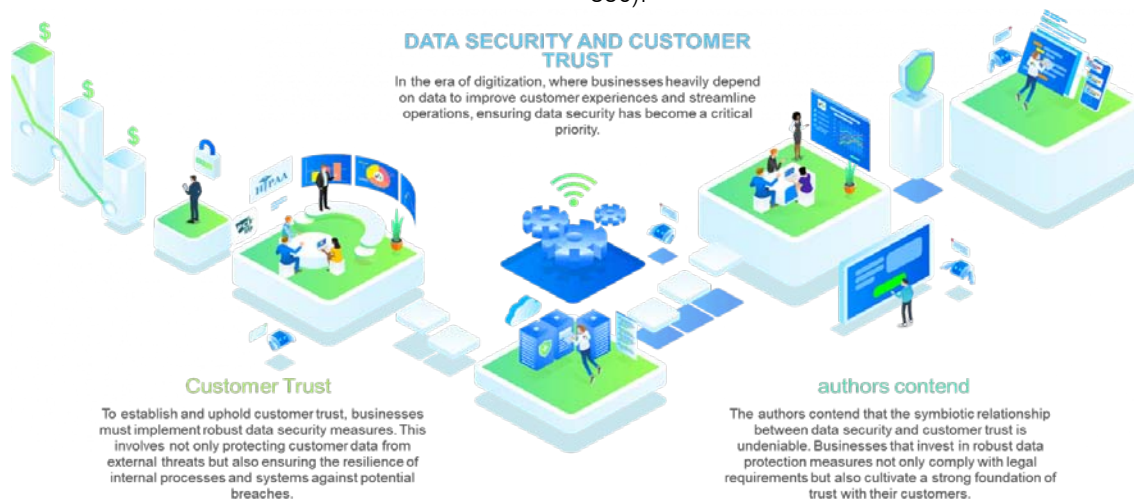 DATA SECURITY AND CUSTOMER
TRUST
In the era of digitization, where businesses heavily depend
on data to improve customer experiences and streamline
operations, ensuring data security has become a critical
priority.
$
$
$
HIPAA
Customer Trust
To establish and uphold customer trust, businesses
must implement robust data security measures. This
involves not only protecting customer data from
external threats but also ensuring the resilience of
internal processes and systems against potential
breaches.
authors contend
The authors contend that the symbiotic relationship
between data security and customer trust is
undeniable. Businesses that invest in robust data
protection measures not only comply with legal
requirements but also cultivate a strong foundation of
trust with their customers.